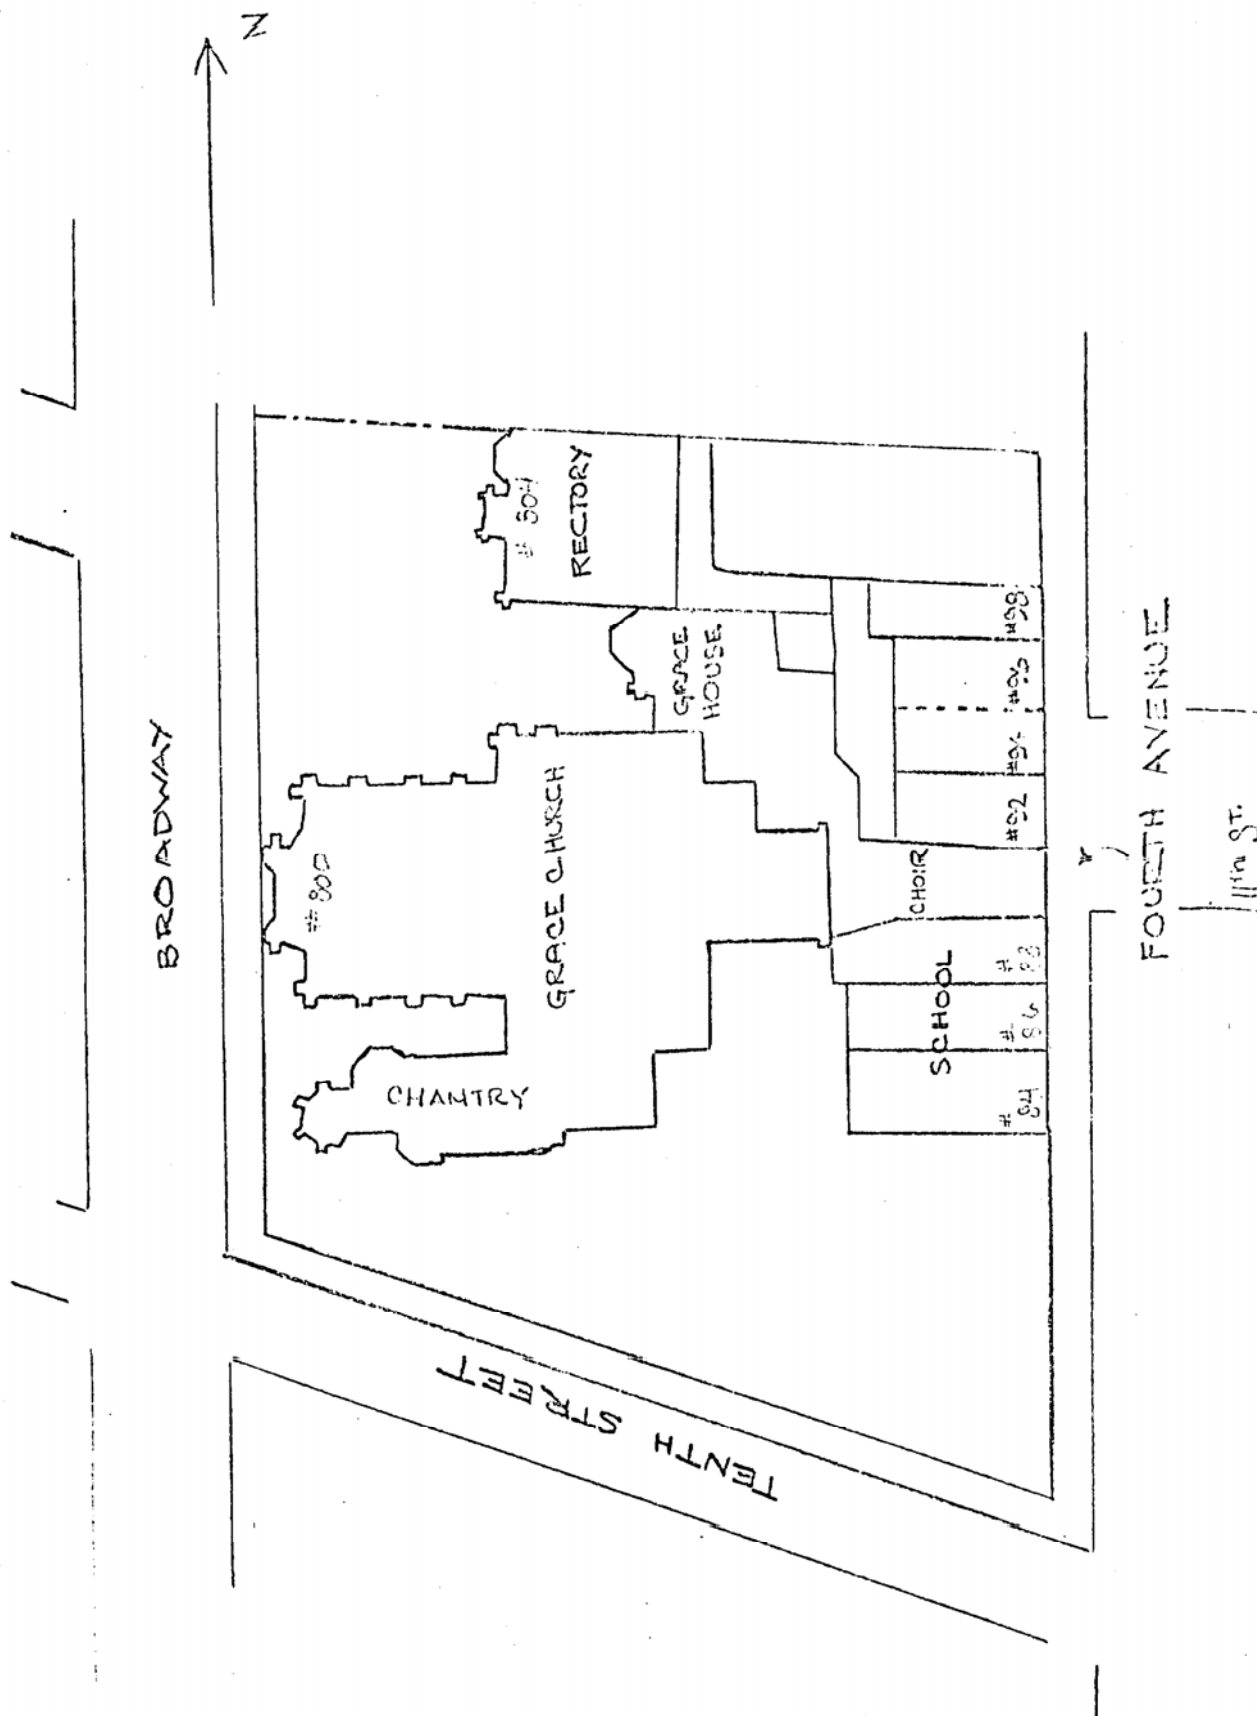 N
BROADWAY
RECTORY
# 804
GRACE
HOUSE
GRACE CHURCH
# 800
CHANTRY
CHOIR
SCHOOL
#98
#96
#94
#92
#
88
#
86
#
84
FOURTH AVENUE
11TH ST.
TENTH STREET